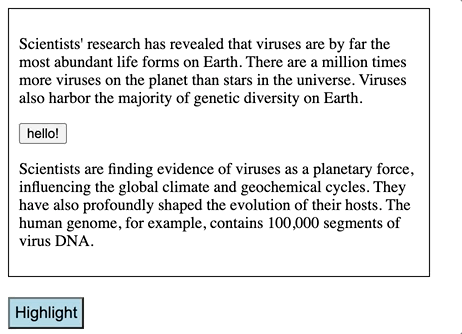 Scientists' research has revealed that viruses are by far the
most abundant life forms on Earth. There are a million times
more viruses on the planet than stars in the universe. Viruses
also harbor the majority of genetic diversity on Earth.
hello!
Scientists are finding evidence of viruses as a planetary force,
influencing the global climate and geochemical cycles. They
have also profoundly shaped the evolution of their hosts. The
human genome, for example, contains 100,000 segments of
virus DNA.
Highlight